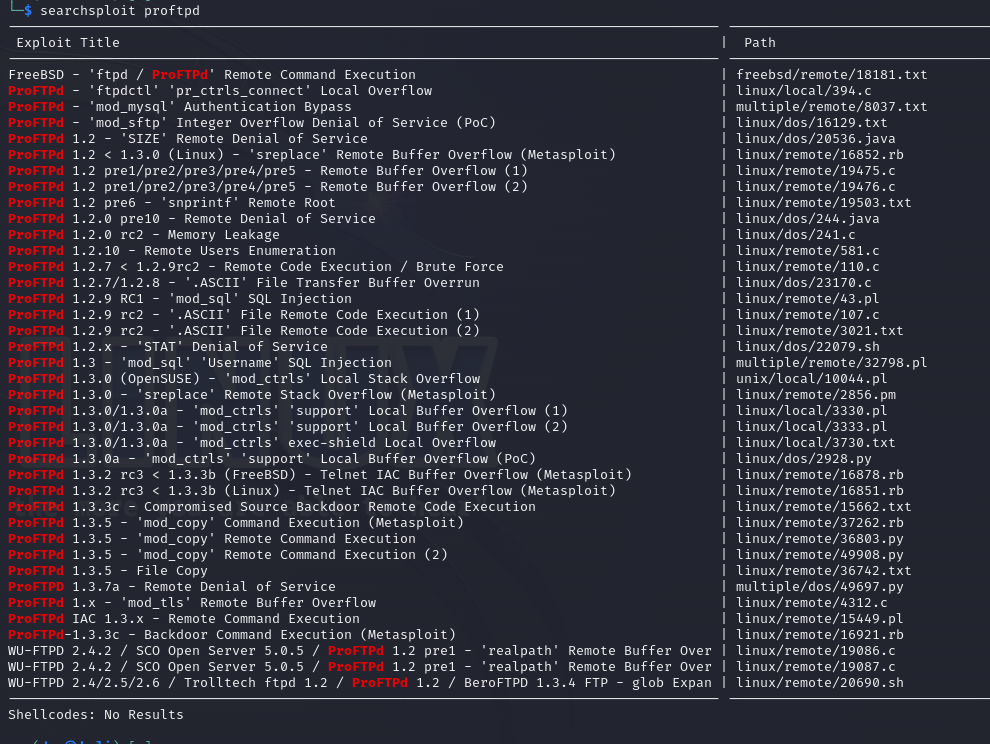 └─$ searchsploit proftpd
Exploit Title | Path
FreeBSD - 'ftpd / ProFTPd' Remote Command Execution | freebsd/remote/18181.txt
ProFTPd - 'ftpdctl' 'pr_ctrls_connect' Local Overflow | linux/local/394.c
ProFTPd - 'mod_mysql' Authentication Bypass | multiple/remote/8037.txt
ProFTPd - 'mod_sftp' Integer Overflow Denial of Service (PoC) | linux/dos/16129.txt
ProFTPd 1.2 - 'SIZE' Remote Denial of Service | linux/dos/20536.java
ProFTPd 1.2 < 1.3.0 (Linux) - 'sreplace' Remote Buffer Overflow (Metasploit) | linux/remote/16852.rb
ProFTPd 1.2 pre1/pre2/pre3/pre4/pre5 - Remote Buffer Overflow (1) | linux/remote/19475.c
ProFTPd 1.2 pre1/pre2/pre3/pre4/pre5 - Remote Buffer Overflow (2) | linux/remote/19476.c
ProFTPd 1.2 pre6 - 'snprintf' Remote Root | linux/remote/19503.txt
ProFTPd 1.2.0 pre10 - Remote Denial of Service | linux/dos/244.java
ProFTPd 1.2.0 rc2 - Memory Leakage | linux/dos/241.c
ProFTPd 1.2.10 - Remote Users Enumeration | linux/remote/581.c
ProFTPd 1.2.7 < 1.2.9rc2 - Remote Code Execution / Brute Force | linux/remote/110.c
ProFTPd 1.2.7/1.2.8 - '.ASCII' File Transfer Buffer Overrun | linux/dos/23170.c
ProFTPd 1.2.9 RC1 - 'mod_sql' SQL Injection | linux/remote/43.pl
ProFTPd 1.2.9 rc2 - '.ASCII' File Remote Code Execution (1) | linux/remote/107.c
ProFTPd 1.2.9 rc2 - '.ASCII' File Remote Code Execution (2) | linux/remote/3021.txt
ProFTPd 1.2.x - 'STAT' Denial of Service | linux/dos/22079.sh
ProFTPd 1.3 - 'mod_sql' 'Username' SQL Injection | multiple/remote/32798.pl
ProFTPd 1.3.0 (OpenSUSE) - 'mod_ctrls' Local Stack Overflow | unix/local/10044.pl
ProFTPd 1.3.0 - 'sreplace' Remote Stack Overflow (Metasploit) | linux/remote/2856.pm
ProFTPd 1.3.0/1.3.0a - 'mod_ctrls' 'support' Local Buffer Overflow (1) | linux/local/3330.pl
ProFTPd 1.3.0/1.3.0a - 'mod_ctrls' 'support' Local Buffer Overflow (2) | linux/local/3333.pl
ProFTPd 1.3.0/1.3.0a - 'mod_ctrls' exec-shield Local Overflow | linux/local/3730.txt
ProFTPd 1.3.0a - 'mod_ctrls' 'support' Local Buffer Overflow (PoC) | linux/dos/2928.py
ProFTPd 1.3.2 rc3 < 1.3.3b (FreeBSD) - Telnet IAC Buffer Overflow (Metasploit) | linux/remote/16878.rb
ProFTPd 1.3.2 rc3 < 1.3.3b (Linux) - Telnet IAC Buffer Overflow (Metasploit) | linux/remote/16851.rb
ProFTPd 1.3.3c - Compromised Source Backdoor Remote Code Execution | linux/remote/15662.txt
ProFTPd 1.3.5 - 'mod_copy' Command Execution (Metasploit) | linux/remote/37262.rb
ProFTPd 1.3.5 - 'mod_copy' Remote Command Execution | linux/remote/36803.py
ProFTPd 1.3.5 - 'mod_copy' Remote Command Execution (2) | linux/remote/49908.py
ProFTPd 1.3.5 - File Copy | linux/remote/36742.txt
ProFTPD 1.3.7a - Remote Denial of Service | multiple/dos/49697.py
ProFTPd 1.x - 'mod_tls' Remote Buffer Overflow | linux/remote/4312.c
ProFTPd IAC 1.3.x - Remote Command Execution | linux/remote/15449.pl
ProFTPd-1.3.3c - Backdoor Command Execution (Metasploit) | linux/remote/16921.rb
WU-FTPD 2.4.2 / SCO Open Server 5.0.5 / ProFTPd 1.2 pre1 - 'realpath' Remote Buffer Over | linux/remote/19086.c
WU-FTPD 2.4.2 / SCO Open Server 5.0.5 / ProFTPd 1.2 pre1 - 'realpath' Remote Buffer Over | linux/remote/19087.c
WU-FTPD 2.4/2.5/2.6 / Trolltech ftpd 1.2 / ProFTPd 1.2 / BeroFTPD 1.3.4 FTP - glob Expan | linux/remote/20690.sh
Shellcodes: No Results